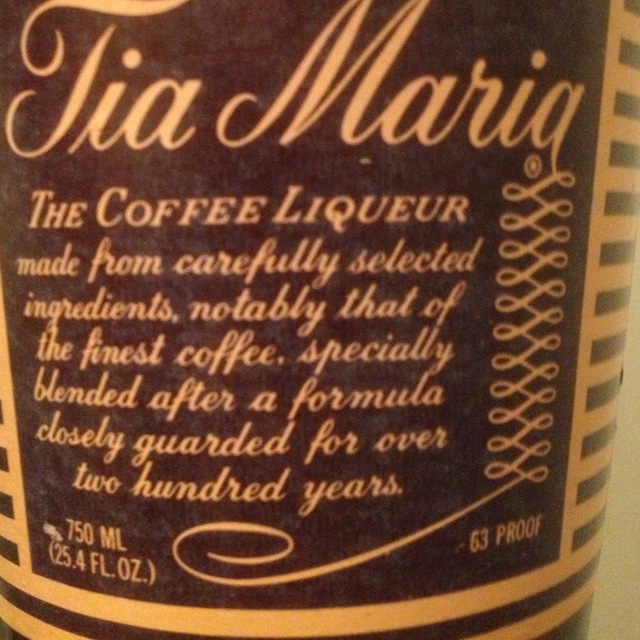 Tia Maria
®
THE COFFEE LIQUEUR
made from carefully selected
ingredients, notably that of
the finest coffee, specially
blended after a formula
closely guarded for over
two hundred years.
750 ML
(25.4 FL. OZ.)
63 PROOF